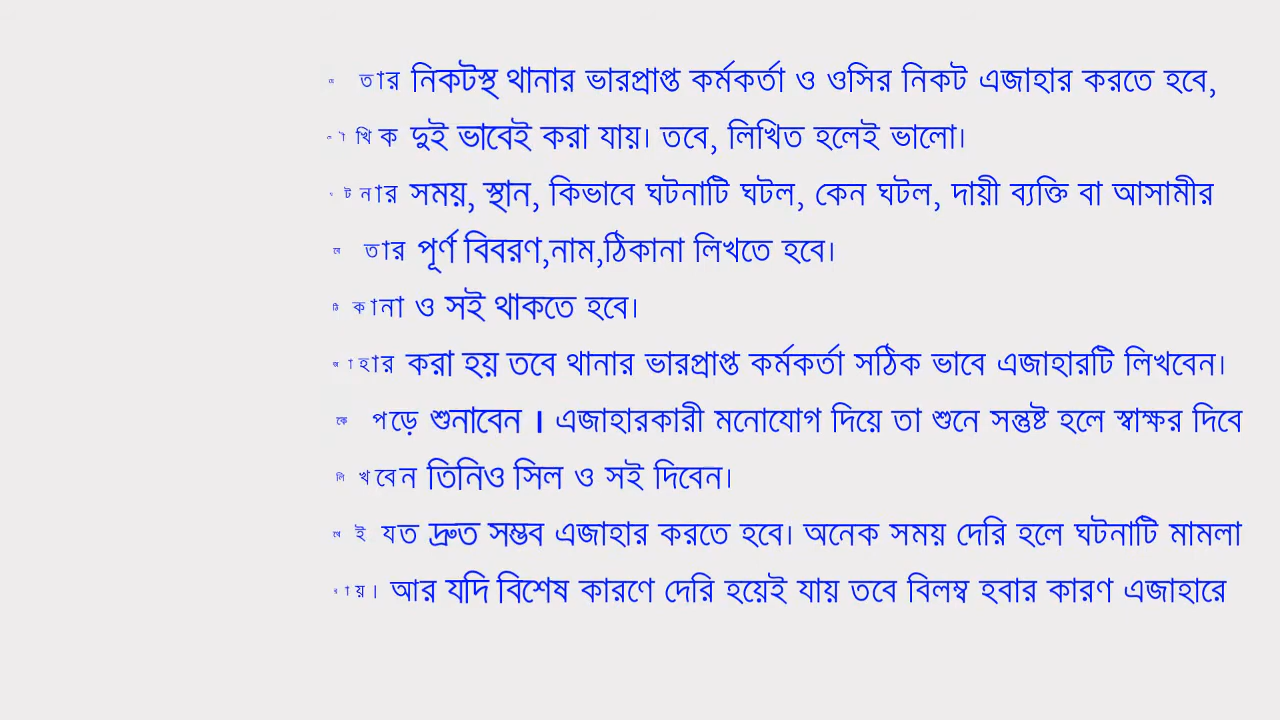 তার নিকটস্থ থানার ভারপ্রাপ্ত কর্মকর্তা ও ওসির নিকট এজাহার করতে হবে,
দুই ভাবেই করা যায়। তবে, লিখিত হলেই ভালো।
সময়, স্থান, কিভাবে ঘটনাটি ঘটল, কেন ঘটল, দায়ী ব্যক্তি বা আসামীর
তার পূর্ণ বিবরণ,নাম,ঠিকানা লিখতে হবে।
ঠিকানা ও সই থাকতে হবে।
করা হয় তবে থানার ভারপ্রাপ্ত কর্মকর্তা সঠিক ভাবে এজাহারটি লিখবেন।
কে পড়ে শুনাবেন । এজাহারকারী মনোযোগ দিয়ে তা শুনে সন্তুষ্ট হলে স্বাক্ষর দিবে
লিখবেন তিনিও সিল ও সই দিবেন।
যত দ্রুত সম্ভব এজাহার করতে হবে। অনেক সময় দেরি হলে ঘটনাটি মামলা
যায়। আর যদি বিশেষ কারণে দেরি হয়েই যায় তবে বিলম্ব হবার কারণ এজাহারে